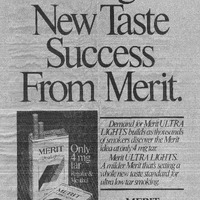 New Taste
Success
From Merit.
Demand for Merit ULTRA
LIGHTS builds as thousands
of smokers discover the Merit
idea at only 4 mg tar.
Merit ULTRA LIGHTS.
A milder Merit that's setting a
whole new taste standard for
ultra low tar smoking.
Only
4 mg
tar
Regular &
Menthol
MERIT
MERIT